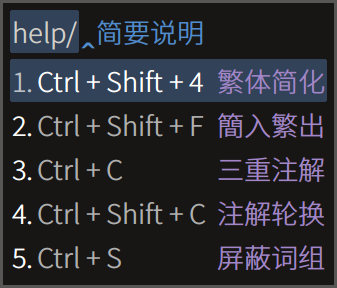 help/‸简要说明
1. Ctrl + Shift + 4 繁体简化
2. Ctrl + Shift + F 簡入繁出
3. Ctrl + C 三重注解
4. Ctrl + Shift + C 注解轮换
5. Ctrl + S 屏蔽词组